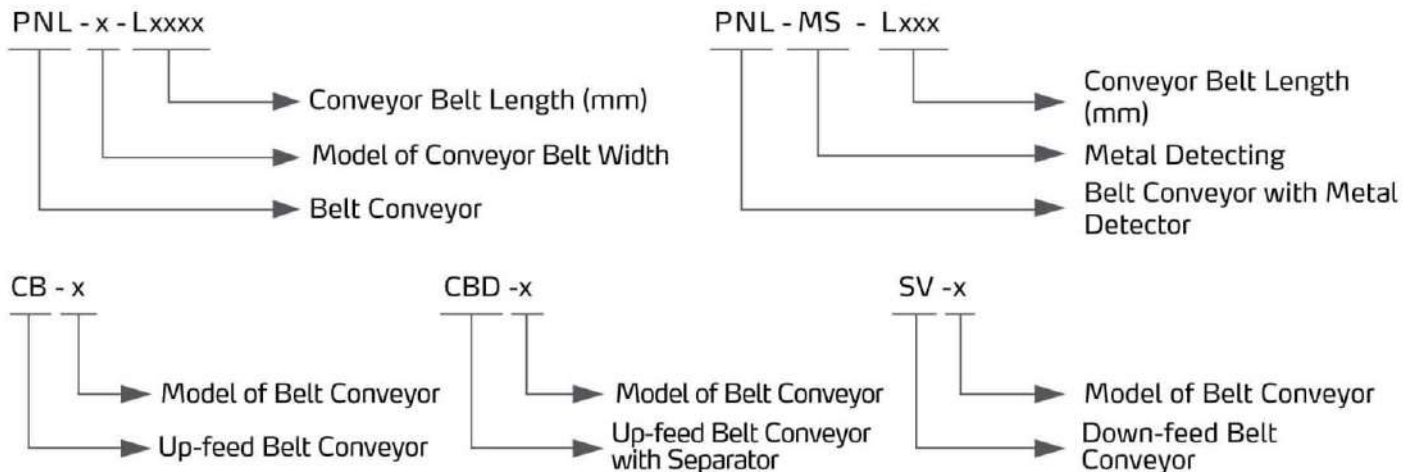 PNL - x - Lxxxx
Conveyor Belt Length (mm)
Model of Conveyor Belt Width
Belt Conveyor
PNL - MS - Lxxx
Conveyor Belt Length
(mm)
Metal Detecting
Belt Conveyor with Metal
Detector
CB - x
Model of Belt Conveyor
Up-feed Belt Conveyor
CBD -x
Model of Belt Conveyor
Up-feed Belt Conveyor
with Separator
SV -x
Model of Belt Conveyor
Down-feed Belt
Conveyor